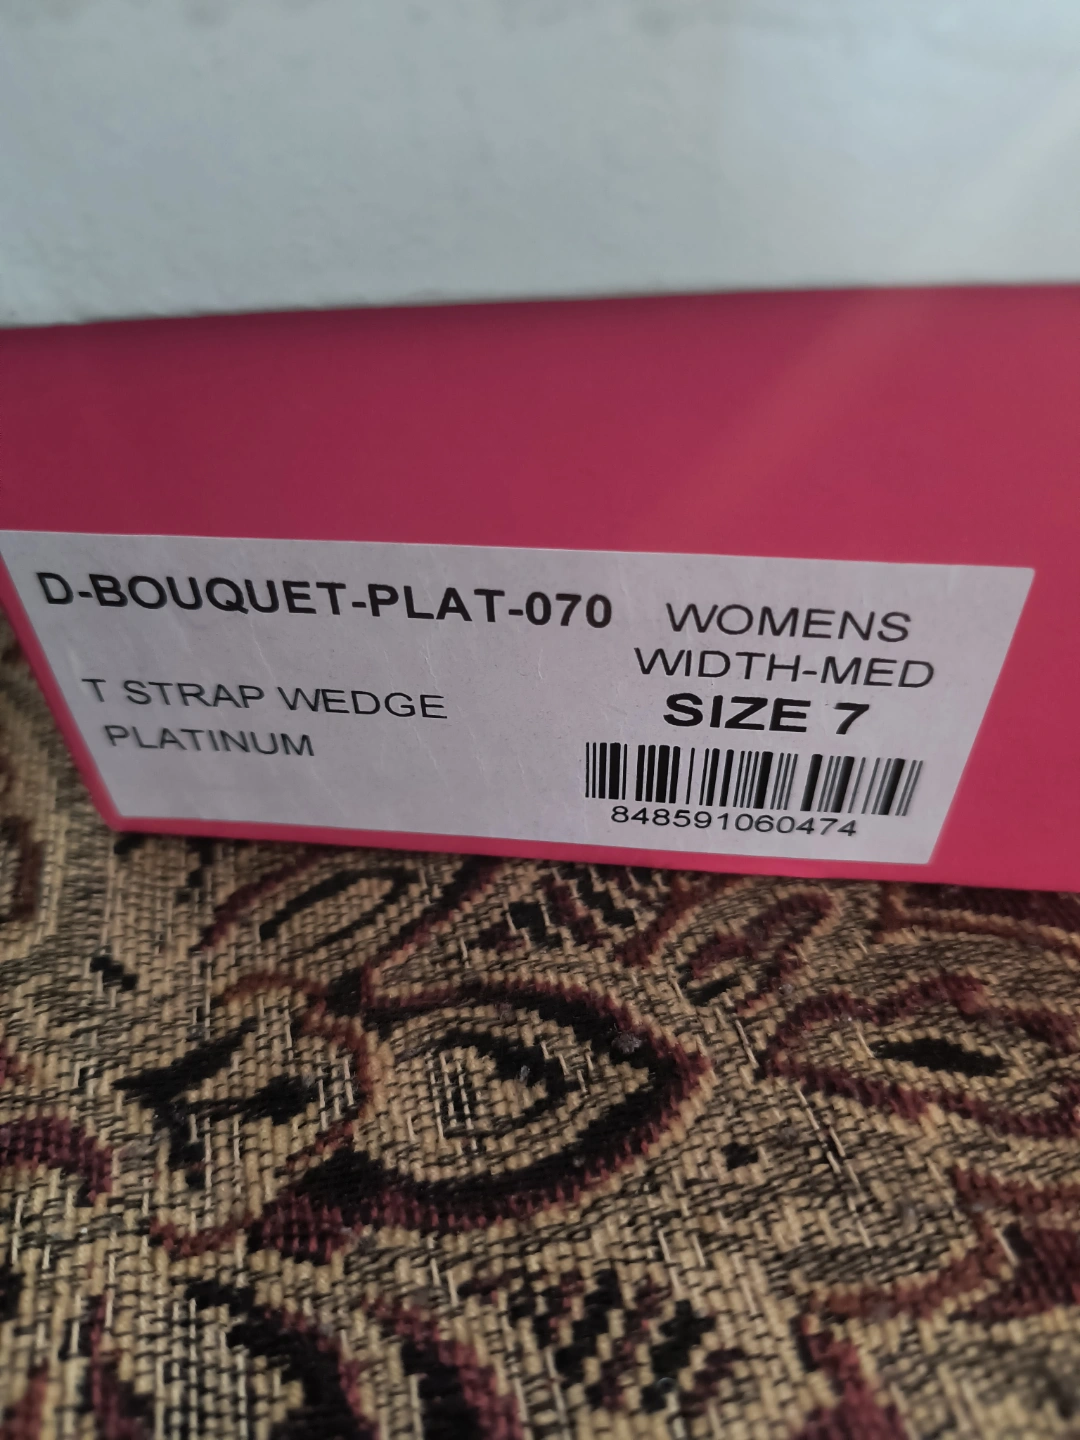 D-BOUQUET-PLAT-070
T STRAP WEDGE
PLATINUM
WOMENS
WIDTH-MED
SIZE 7
848591060474